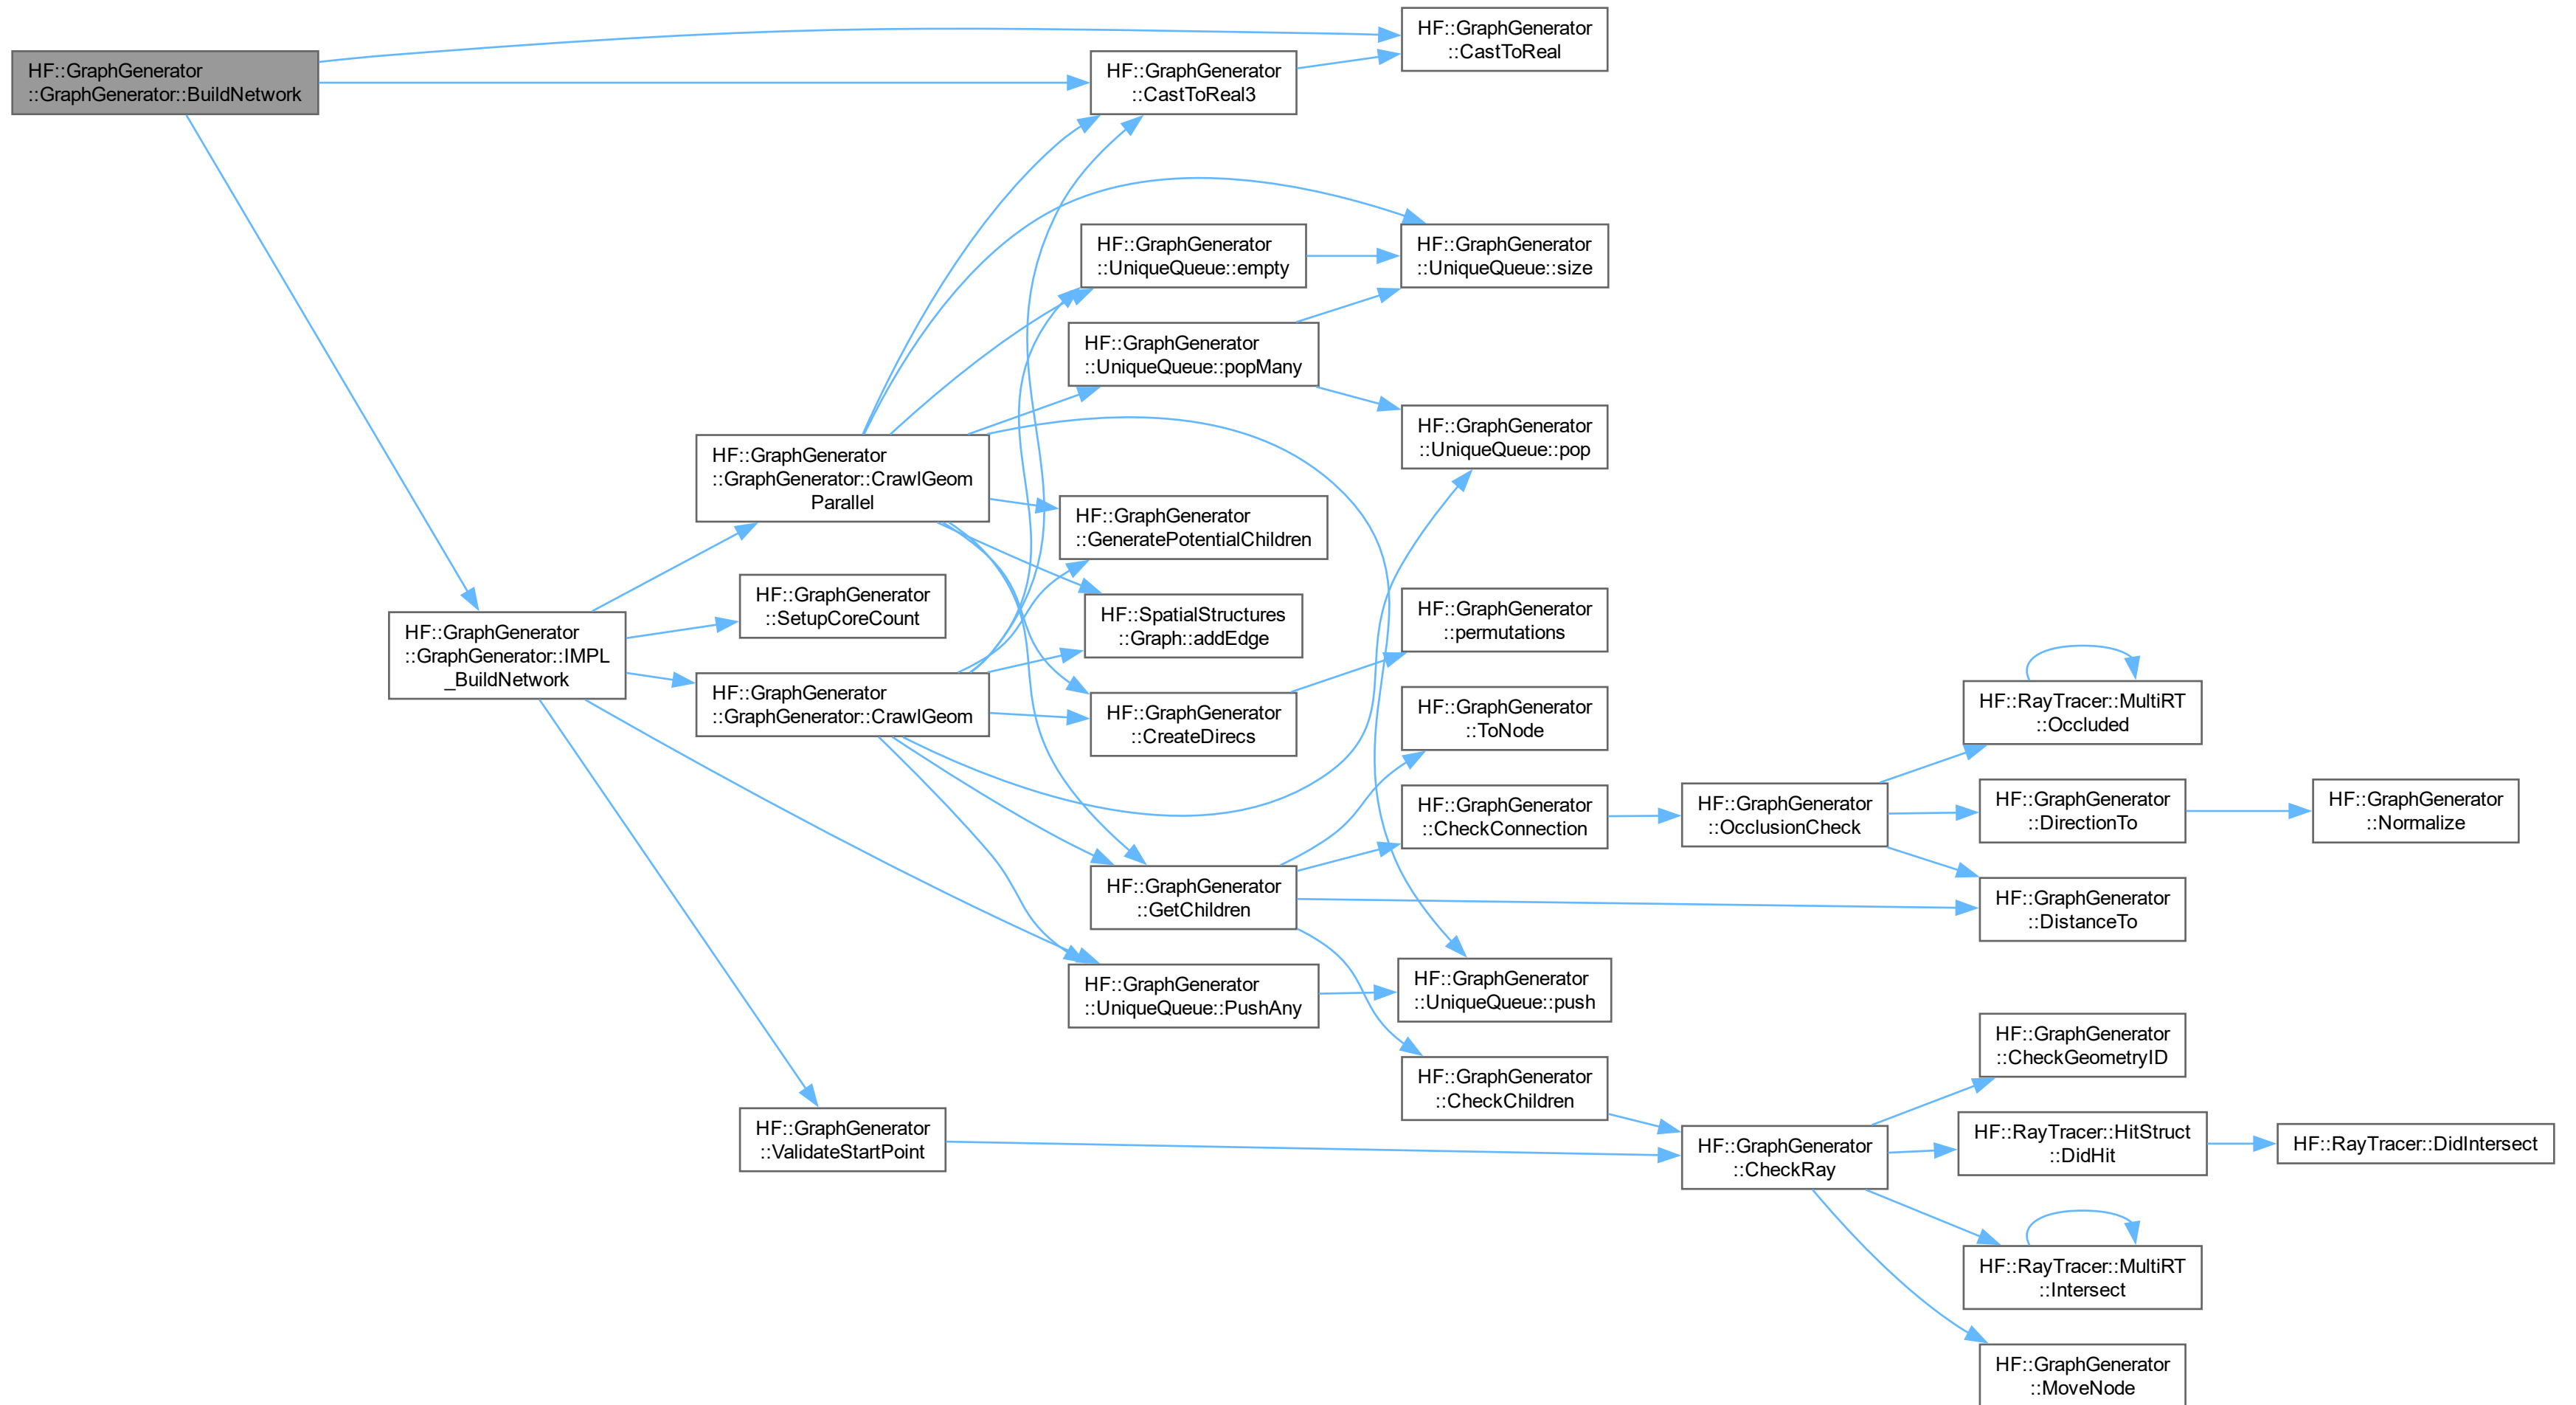 HF::GraphGenerator
::GraphGenerator::BuildNetwork
HF::GraphGenerator
::GraphGenerator::IMPL
_BuildNetwork
HF::GraphGenerator
::GraphGenerator::CrawlGeom
Parallel
HF::GraphGenerator
::SetupCoreCount
HF::GraphGenerator
::GraphGenerator::CrawlGeom
HF::GraphGenerator
::ValidateStartPoint
HF::GraphGenerator
::CastToReal3
HF::GraphGenerator
::UniqueQueue::empty
HF::GraphGenerator
::UniqueQueue::popMany
HF::GraphGenerator
::GeneratePotentialChildren
HF::SpatialStructures
::Graph::addEdge
HF::GraphGenerator
::CreateDirecs
HF::GraphGenerator
::GetChildren
HF::GraphGenerator
::UniqueQueue::PushAny
HF::GraphGenerator
::CastToReal
HF::GraphGenerator
::UniqueQueue::size
HF::GraphGenerator
::UniqueQueue::pop
HF::GraphGenerator
::permutations
HF::GraphGenerator
::ToNode
HF::GraphGenerator
::CheckConnection
HF::GraphGenerator
::UniqueQueue::push
HF::GraphGenerator
::CheckChildren
HF::GraphGenerator
::OcclusionCheck
HF::GraphGenerator
::CheckRay
HF::RayTracer::MultiRT
::Occluded
HF::GraphGenerator
::DirectionTo
HF::GraphGenerator
::DistanceTo
HF::GraphGenerator
::CheckGeometryID
HF::RayTracer::HitStruct
::DidHit
HF::RayTracer::MultiRT
::Intersect
HF::GraphGenerator
::MoveNode
HF::GraphGenerator
::Normalize
HF::RayTracer::DidIntersect